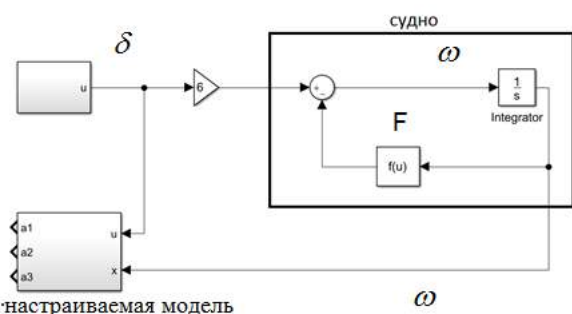 судно
δ
ω
u
6
+
-
1
s
Integrator
F
f(u)
a1
a2
a3
u
x
настраиваемая модель
ω